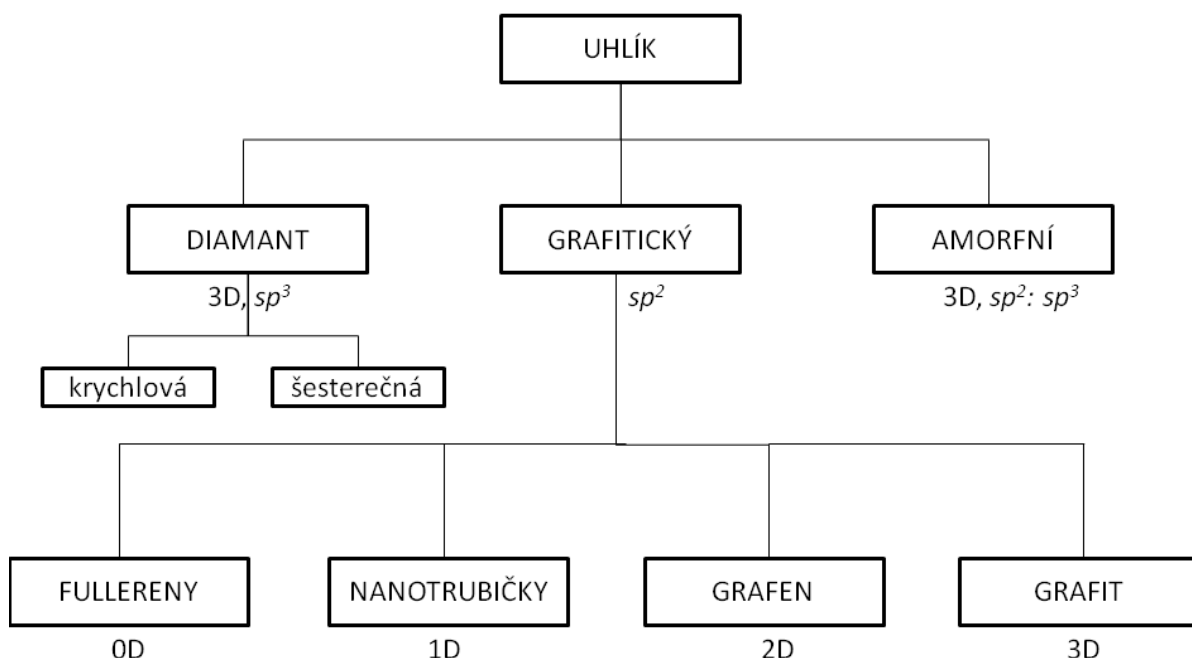 UHLÍK
DIAMANT
GRAFITICKÝ
AMORFNÍ
3D, sp³
sp²
3D, sp²: sp³
krychlová
šesterečná
FULLERENY
NANOTRUBIČKY
GRAFEN
GRAFIT
0D
1D
2D
3D